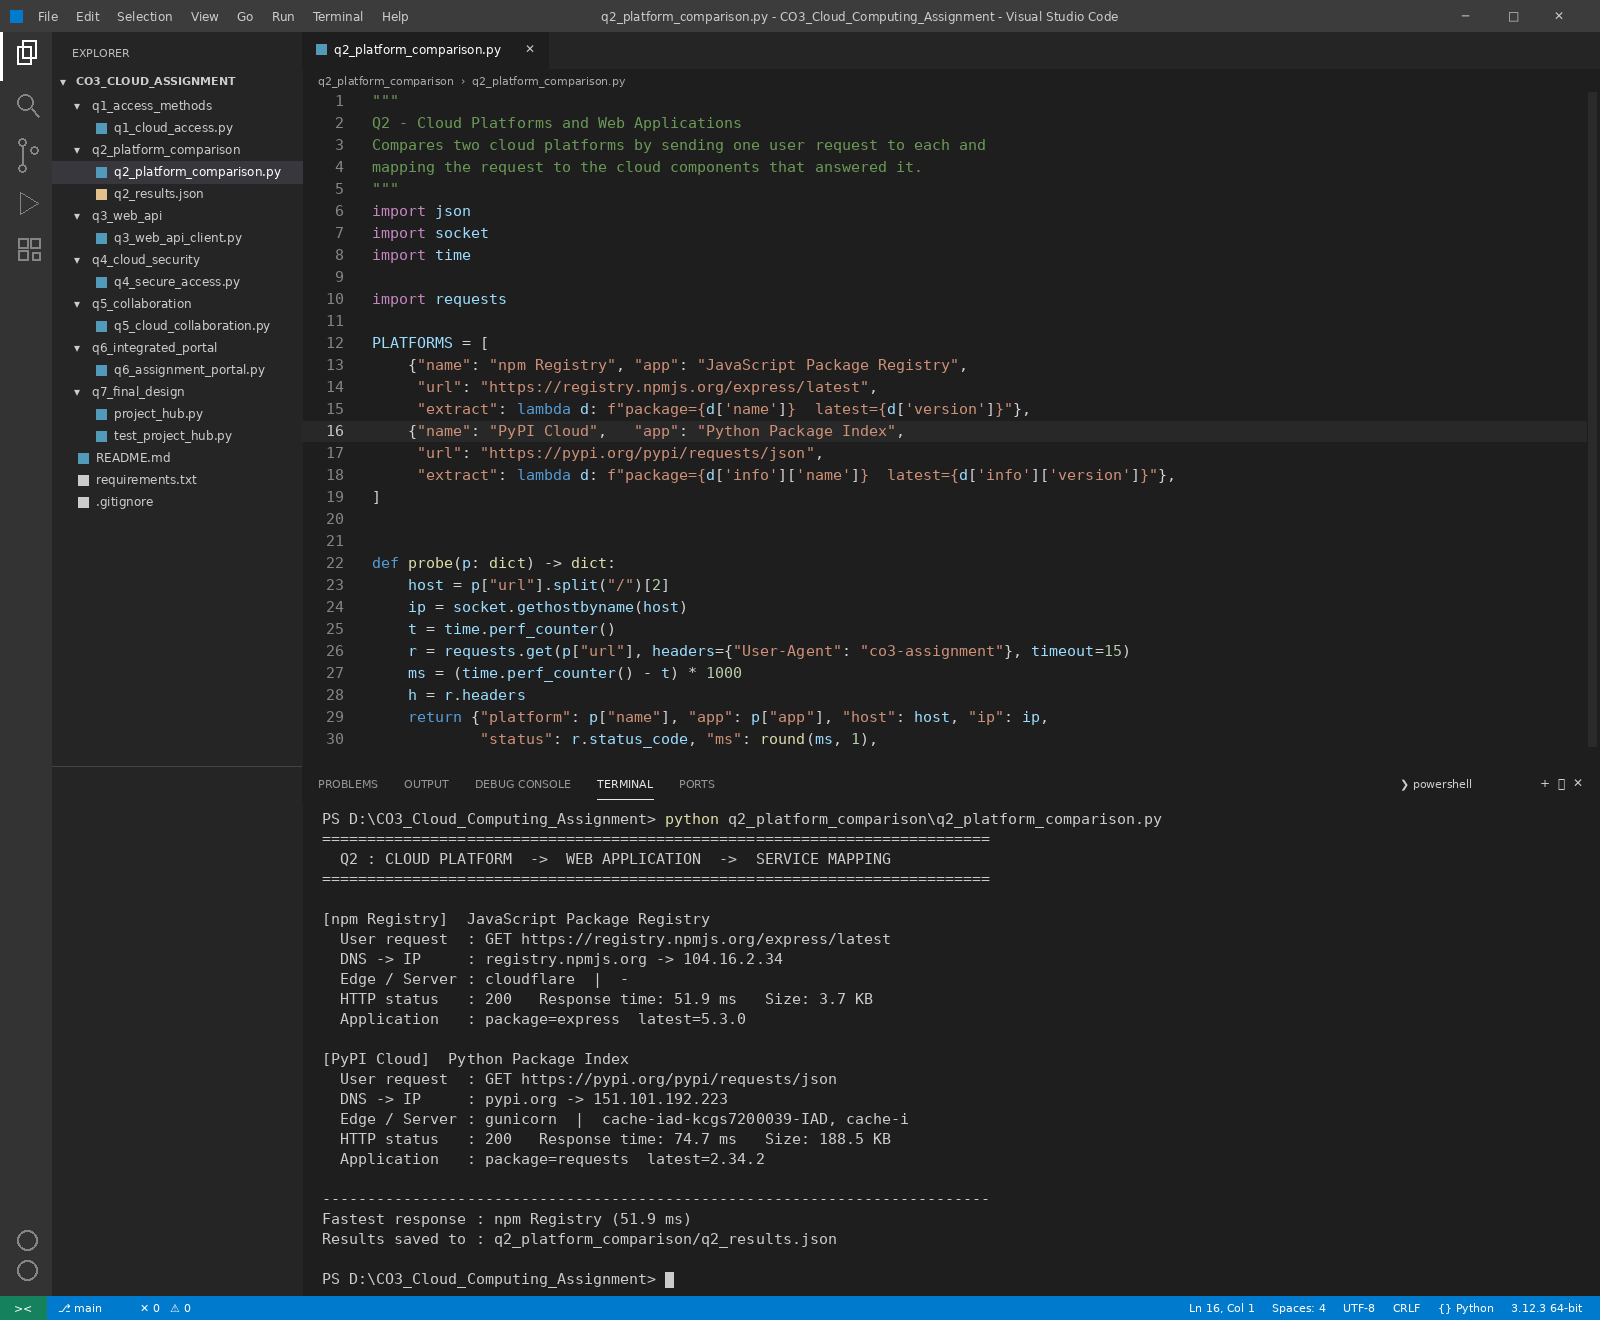 File Edit Selection View Go Run Terminal Help q2_platform_comparison.py - CO3_Cloud_Computing_Assignment - Visual Studio Code
EXPLORER
CO3_CLOUD_ASSIGNMENT
q1_access_methods
q1_cloud_access.py
q2_platform_comparison
q2_platform_comparison.py
q2_results.json
q3_web_api
q3_web_api_client.py
q4_cloud_security
q4_secure_access.py
q5_collaboration
q5_cloud_collaboration.py
q6_integrated_portal
q6_assignment_portal.py
q7_final_design
project_hub.py
test_project_hub.py
README.md
requirements.txt
.gitignore
q2_platform_comparison.py ✕
q2_platform_comparison › q2_platform_comparison.py
1 """
2 Q2 - Cloud Platforms and Web Applications
3 Compares two cloud platforms by sending one user request to each and
4 mapping the request to the cloud components that answered it.
5 """
6 import json
7 import socket
8 import time
9
10 import requests
11
12 PLATFORMS = [
13     {"name": "npm Registry", "app": "JavaScript Package Registry",
14      "url": "https://registry.npmjs.org/express/latest",
15      "extract": lambda d: f"package={d['name']}  latest={d['version']}"},
16     {"name": "PyPI Cloud",   "app": "Python Package Index",
17      "url": "https://pypi.org/pypi/requests/json",
18      "extract": lambda d: f"package={d['info']['name']}  latest={d['info']['version']}"},
19 ]
20
21
22 def probe(p: dict) -> dict:
23     host = p["url"].split("/")[2]
24     ip = socket.gethostbyname(host)
25     t = time.perf_counter()
26     r = requests.get(p["url"], headers={"User-Agent": "co3-assignment"}, timeout=15)
27     ms = (time.perf_counter() - t) * 1000
28     h = r.headers
29     return {"platform": p["name"], "app": p["app"], "host": host, "ip": ip,
30             "status": r.status_code, "ms": round(ms, 1),
PROBLEMS OUTPUT DEBUG CONSOLE TERMINAL PORTS ❯ powershell + ✕
PS D:\CO3_Cloud_Computing_Assignment> python q2_platform_comparison\q2_platform_comparison.py
==========================================================================
  Q2 : CLOUD PLATFORM  ->  WEB APPLICATION  ->  SERVICE MAPPING
==========================================================================
[npm Registry]  JavaScript Package Registry
  User request  : GET https://registry.npmjs.org/express/latest
  DNS -> IP     : registry.npmjs.org -> 104.16.2.34
  Edge / Server : cloudflare  |  -
  HTTP status   : 200   Response time: 51.9 ms   Size: 3.7 KB
  Application   : package=express  latest=5.3.0
[PyPI Cloud]  Python Package Index
  User request  : GET https://pypi.org/pypi/requests/json
  DNS -> IP     : pypi.org -> 151.101.192.223
  Edge / Server : gunicorn  |  cache-iad-kcgs7200039-IAD, cache-i
  HTTP status   : 200   Response time: 74.7 ms   Size: 188.5 KB
  Application   : package=requests  latest=2.34.2
--------------------------------------------------------------------------
Fastest response : npm Registry (51.9 ms)
Results saved to : q2_platform_comparison/q2_results.json
PS D:\CO3_Cloud_Computing_Assignment>
>< main ✕ 0 ⚠ 0 Ln 16, Col 1 Spaces: 4 UTF-8 CRLF {} Python 3.12.3 64-bit